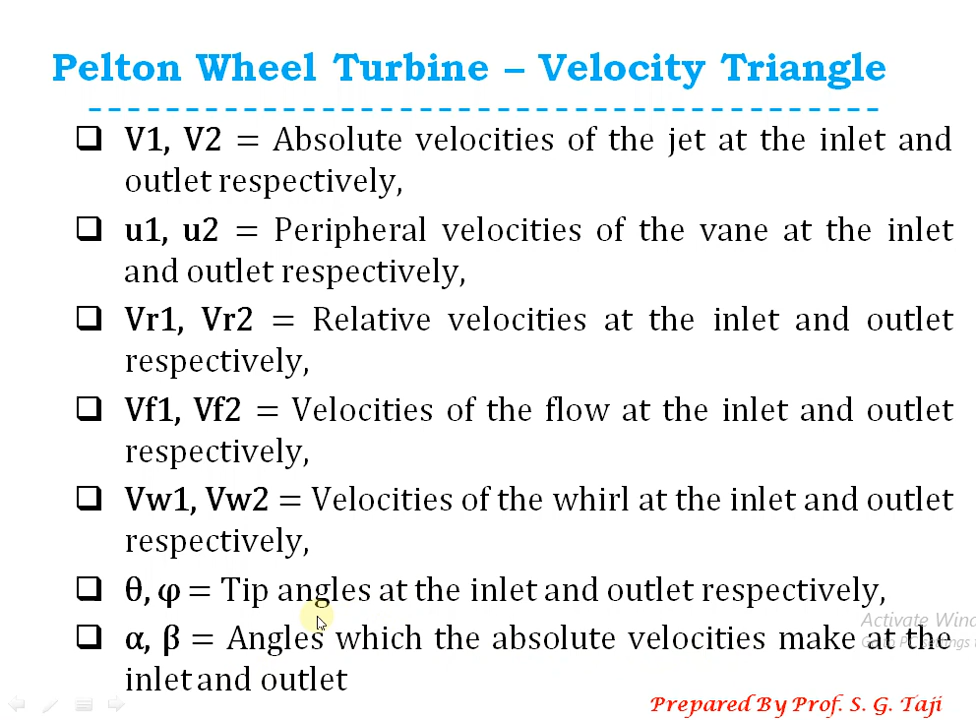 Pelton Wheel Turbine – Velocity Triangle
❑ V1, V2 = Absolute velocities of the jet at the inlet and
outlet respectively,
❑ u1, u2 = Peripheral velocities of the vane at the inlet
and outlet respectively,
❑ Vr1, Vr2 = Relative velocities at the inlet and outlet
respectively,
❑ Vf1, Vf2 = Velocities of the flow at the inlet and outlet
respectively,
❑ Vw1, Vw2 = Velocities of the whirl at the inlet and outlet
respectively,
❑ θ, φ = Tip angles at the inlet and outlet respectively,
Activate Win
❑ α, β = Angles which the absolute velocities make at the
inlet and outlet
Prepared By Prof. S. G. Taji